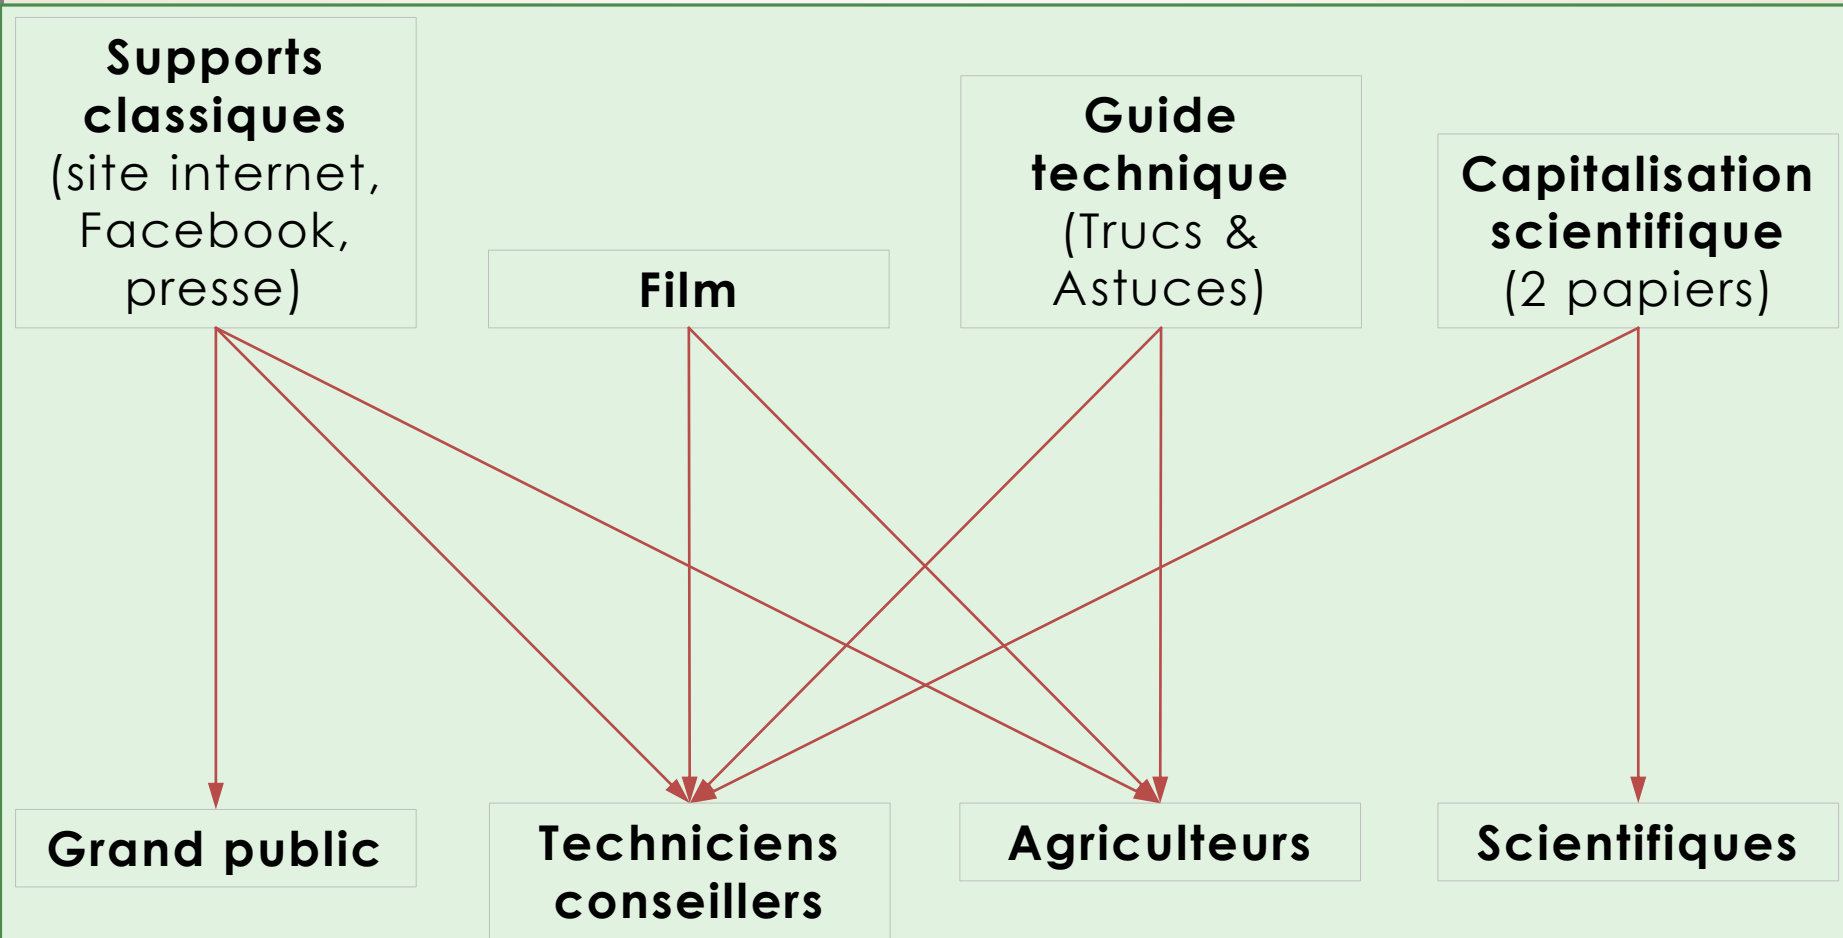 Supports
classiques
(site internet,
Facebook,
presse)
Film
Guide
technique
(Trucs &
Astuces)
Capitalisation
scientifique
(2 papiers)
Grand public
Techniciens
conseillers
Agriculteurs
Scientifiques